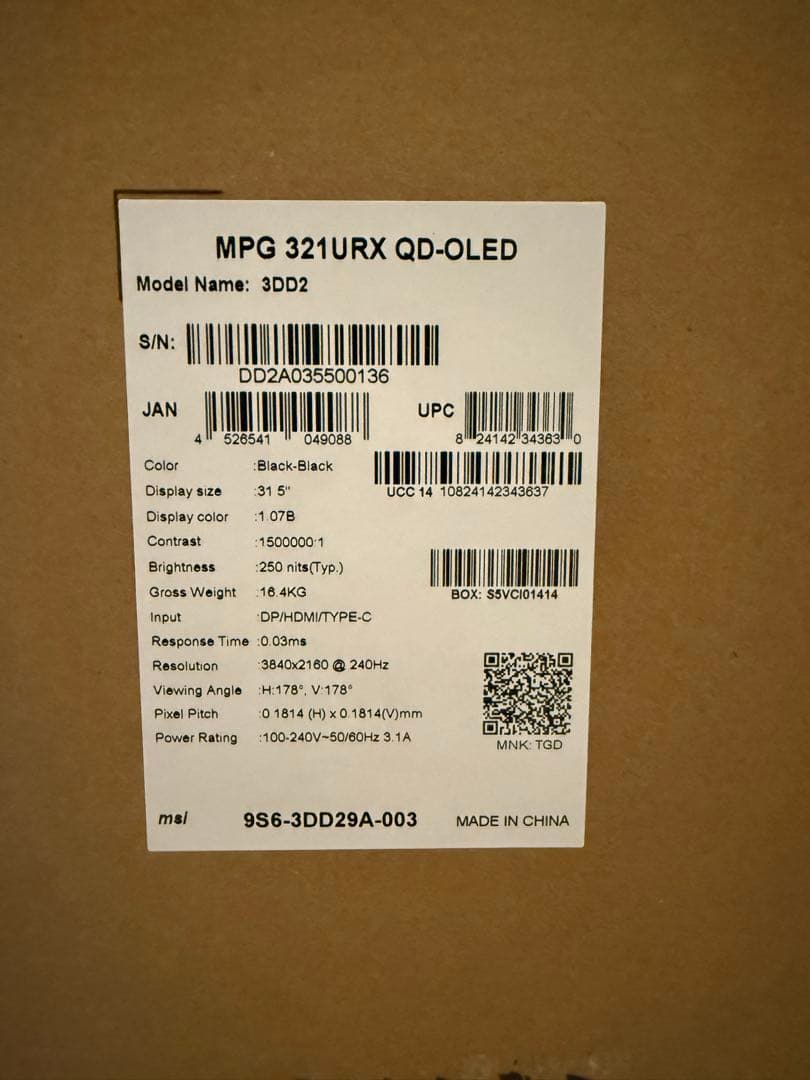 MPG 321URX QD-OLED
Model Name: 3DD2
S/N:
DD2A035500136
JAN
4 526541 049088
UPC
8 24142 34363 0
UCC 14 10824142343637
Color :Black-Black
Display size :31.5"
Display color :1.07B
Contrast :1500000:1
Brightness :250 nits(Typ.)
Gross Weight :16.4KG
BOX: S5VCI01414
Input :DP/HDMI/TYPE-C
Response Time :0.03ms
Resolution :3840x2160 @ 240Hz
Viewing Angle :H:178°, V:178°
Pixel Pitch :0.1814 (H) x 0.1814(V)mm
Power Rating :100-240V~50/60Hz 3.1A
MNK: TGD
msi 9S6-3DD29A-003 MADE IN CHINA